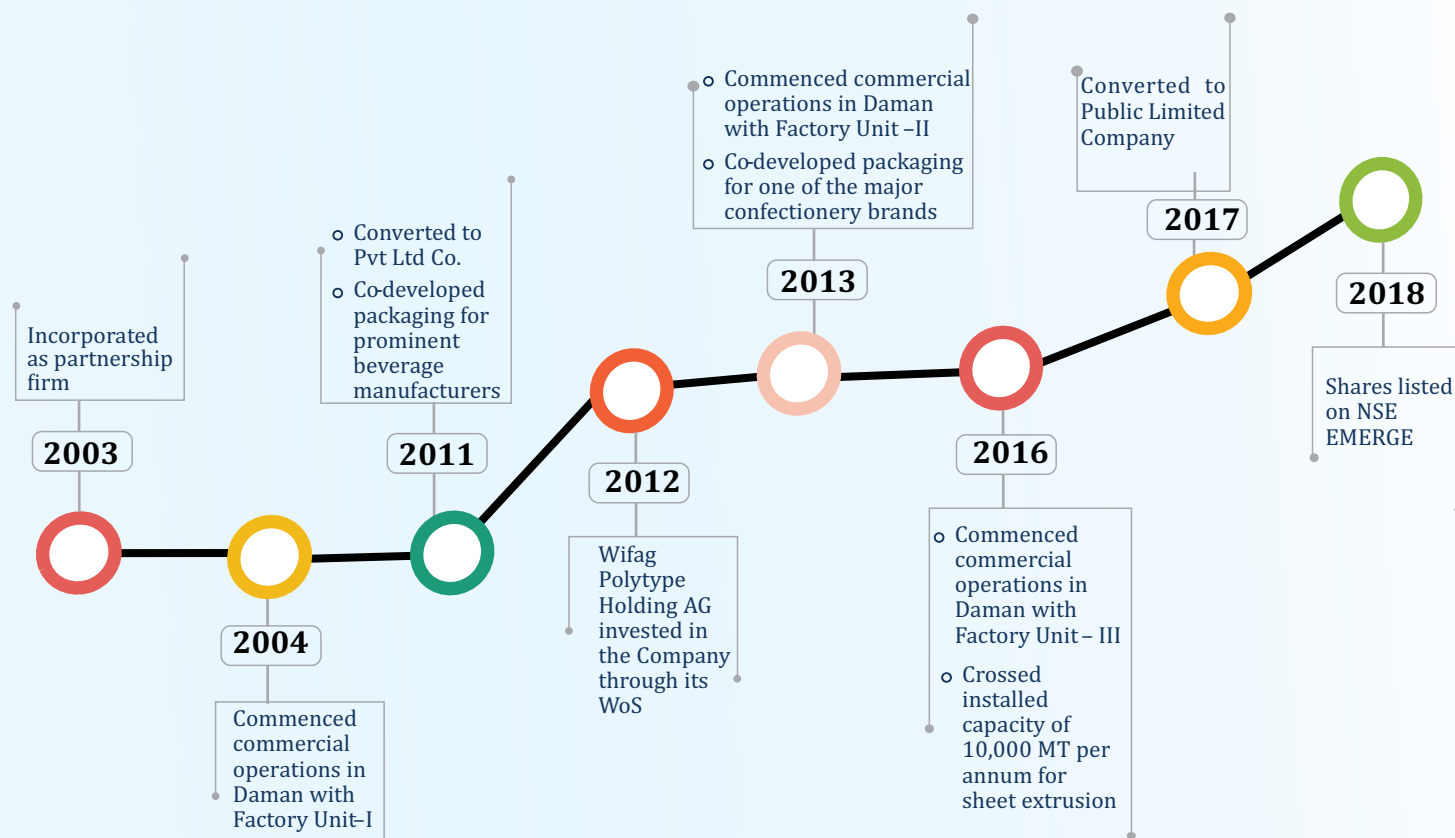 Incorporated
as partnership
firm
2003
2004
Commenced
commercial
operations in
Daman with
Factory Unit–I
Converted to
Pvt Ltd Co.
Co-developed
packaging for
prominent
beverage
manufacturers
2011
2012
Wifag
Polytype
Holding AG
invested in
the Company
through its
WoS
Commenced commercial
operations in Daman
with Factory Unit –II
Co-developed packaging
for one of the major
confectionery brands
2013
2016
Commenced
commercial
operations in
Daman with
Factory Unit – III
Crossed
installed
capacity of
10,000 MT per
annum for
sheet extrusion
Converted to
Public Limited
Company
2017
2018
Shares listed
on NSE
EMERGE